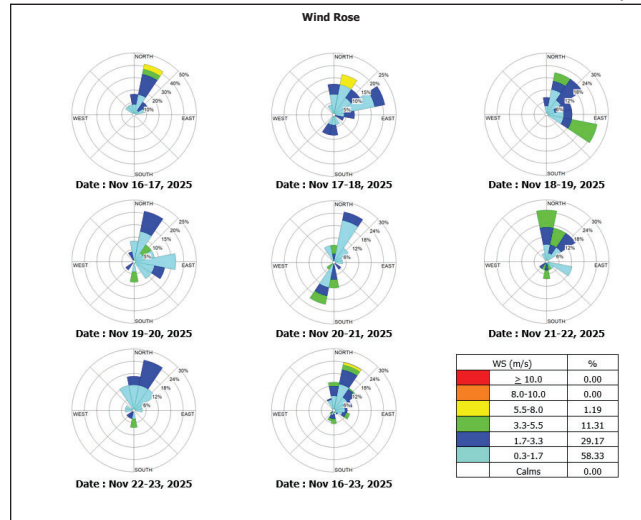 Wind Rose
NORTH
50%
40%
30%
20%
10%
WEST
EAST
SOUTH
Date : Nov 16-17, 2025
NORTH
25%
20%
15%
10%
5%
WEST
EAST
SOUTH
Date : Nov 17-18, 2025
NORTH
30%
24%
18%
12%
6%
WEST
EAST
SOUTH
Date : Nov 18-19, 2025
NORTH
25%
20%
15%
10%
5%
WEST
EAST
SOUTH
Date : Nov 19-20, 2025
NORTH
30%
24%
18%
12%
6%
WEST
EAST
SOUTH
Date : Nov 20-21, 2025
NORTH
30%
24%
18%
12%
6%
WEST
EAST
SOUTH
Date : Nov 21-22, 2025
NORTH
30%
24%
18%
12%
6%
WEST
EAST
SOUTH
Date : Nov 22-23, 2025
NORTH
30%
24%
18%
12%
6%
WEST
EAST
SOUTH
Date : Nov 16-23, 2025
WS (m/s) %
≥ 10.0 0.00
8.0-10.0 0.00
5.5-8.0 1.19
3.3-5.5 11.31
1.7-3.3 29.17
0.3-1.7 58.33
Calms 0.00